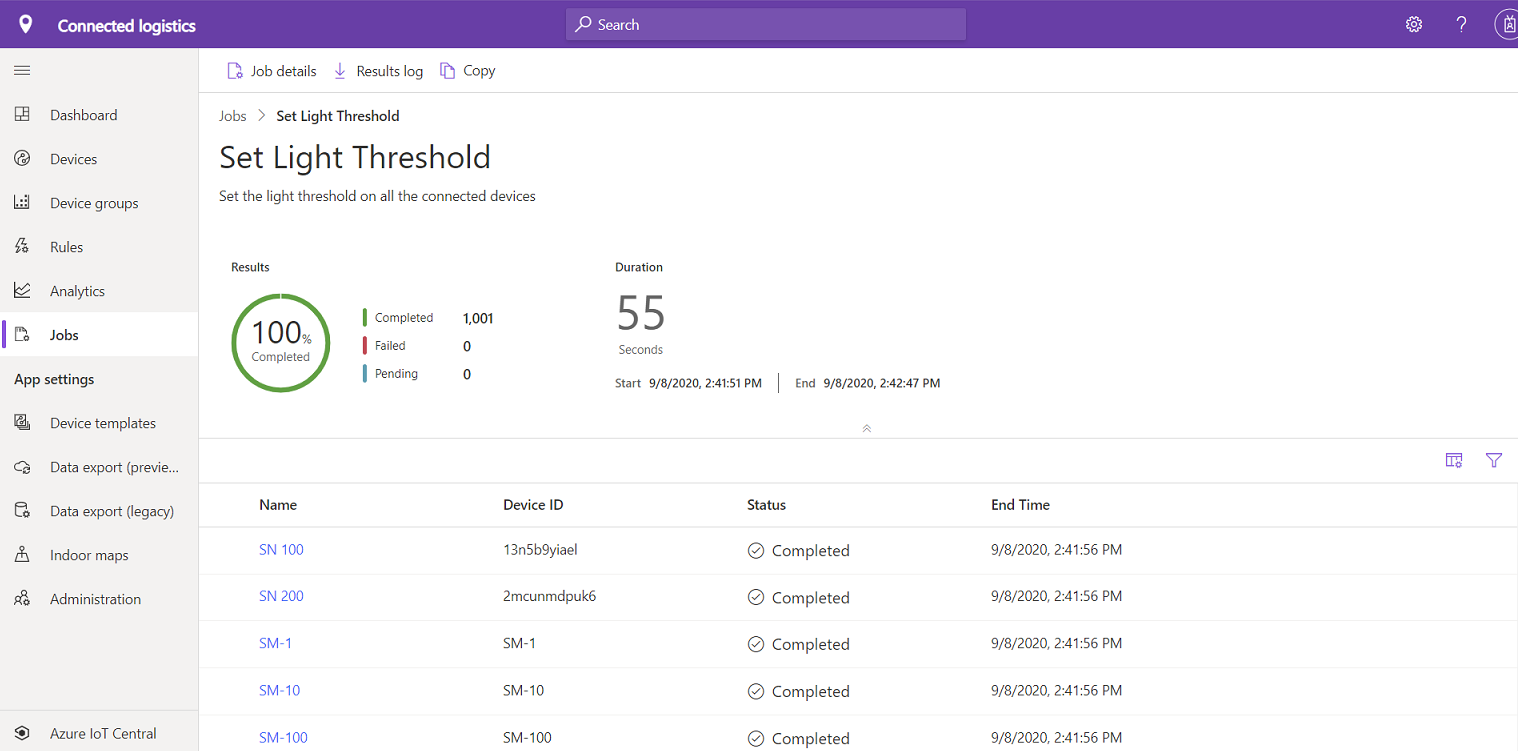 Connected logistics
Search
?
Job details Results log Copy
Dashboard
Devices
Device groups
Rules
Analytics
Jobs
App settings
Device templates
Data export (previe...
Data export (legacy)
Indoor maps
Administration
Azure IoT Central
Jobs > Set Light Threshold
Set Light Threshold
Set the light threshold on all the connected devices
Results
100%
Completed
Completed 1,001
Failed 0
Pending 0
Duration
55
Seconds
Start 9/8/2020, 2:41:51 PM End 9/8/2020, 2:42:47 PM
Name Device ID Status End Time
SN 100 13n5b9yiael Completed 9/8/2020, 2:41:56 PM
SN 200 2mcunmdpuk6 Completed 9/8/2020, 2:41:56 PM
SM-1 SM-1 Completed 9/8/2020, 2:41:56 PM
SM-10 SM-10 Completed 9/8/2020, 2:41:56 PM
SM-100 SM-100 Completed 9/8/2020, 2:41:56 PM